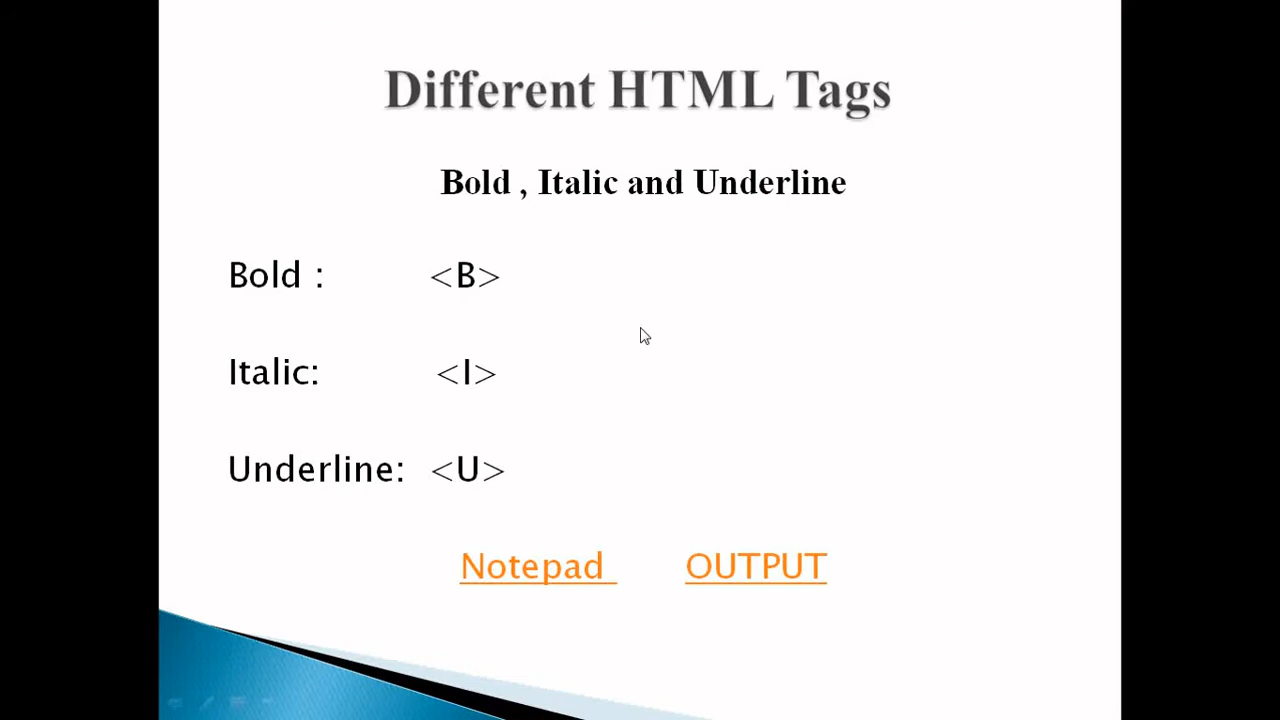 Different HTML Tags
Bold , Italic and Underline
Bold : <B>
Italic: <I>
Underline: <U>
Notepad OUTPUT